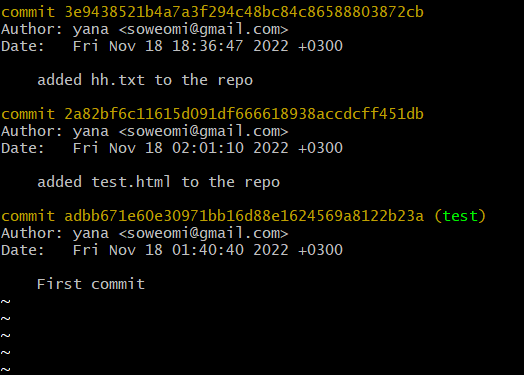 commit 3e9438521b4a7a3f294c48bc84c86588803872cb
Author: yana <soweomi@gmail.com>
Date:   Fri Nov 18 18:36:47 2022 +0300
added hh.txt to the repo
commit 2a82bf6c11615d091df666618938accdcff451db
Author: yana <soweomi@gmail.com>
Date:   Fri Nov 18 02:01:10 2022 +0300
added test.html to the repo
commit adbb671e60e30971bb16d88e1624569a8122b23a (test)
Author: yana <soweomi@gmail.com>
Date:   Fri Nov 18 01:40:40 2022 +0300
First commit
~
~
~
~
~